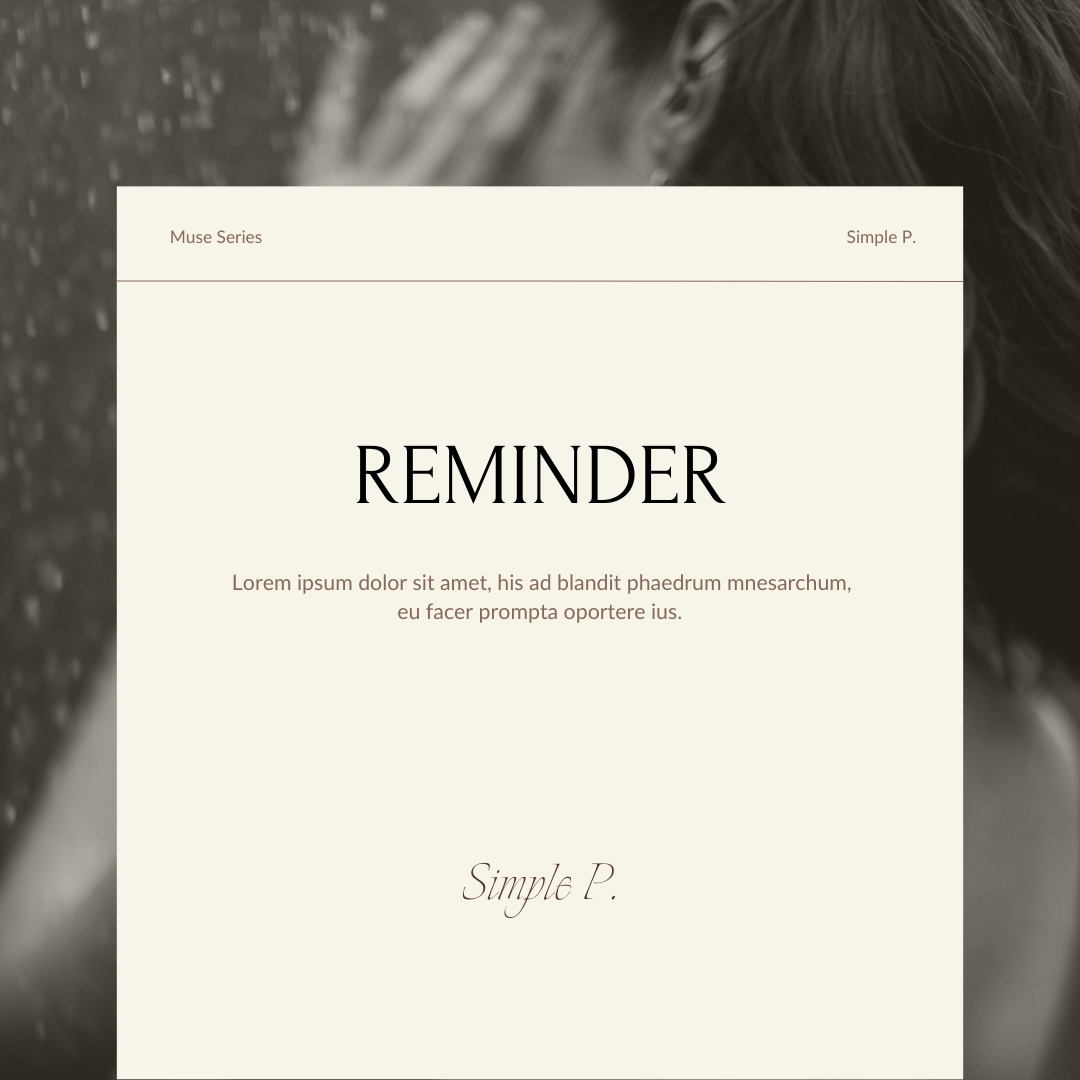 Muse Series
Simple P.
REMINDER
Lorem ipsum dolor sit amet, his ad blandit phaedrum mnesarchum,
eu facer prompta oportere ius.
Simple P.